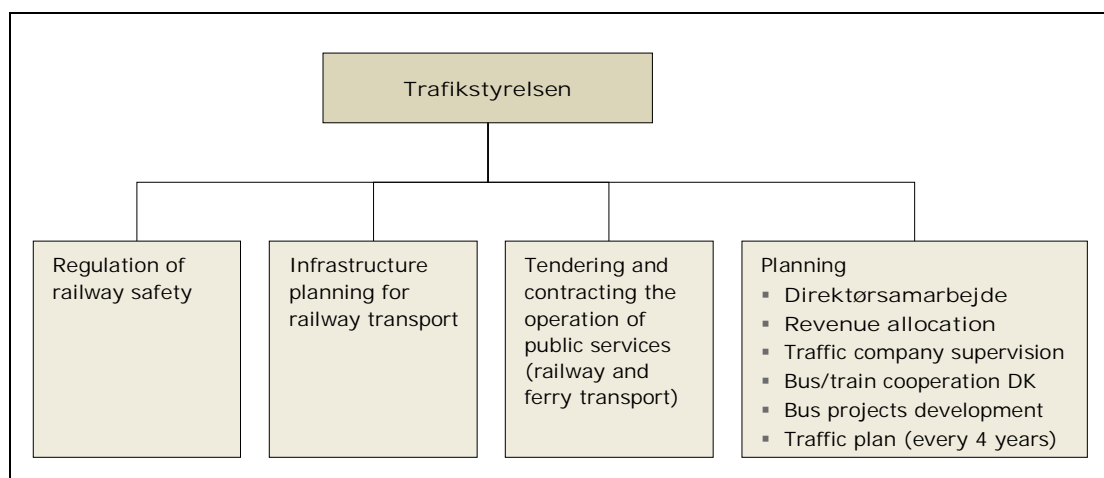 Trafikstyrelsen
Regulation of
railway safety
Infrastructure
planning for
railway transport
Tendering and
contracting the
operation of
public services
(railway and
ferry transport)
Planning
▪ Direktørsamarbejde
▪ Revenue allocation
▪ Traffic company supervision
▪ Bus/train cooperation DK
▪ Bus projects development
▪ Traffic plan (every 4 years)